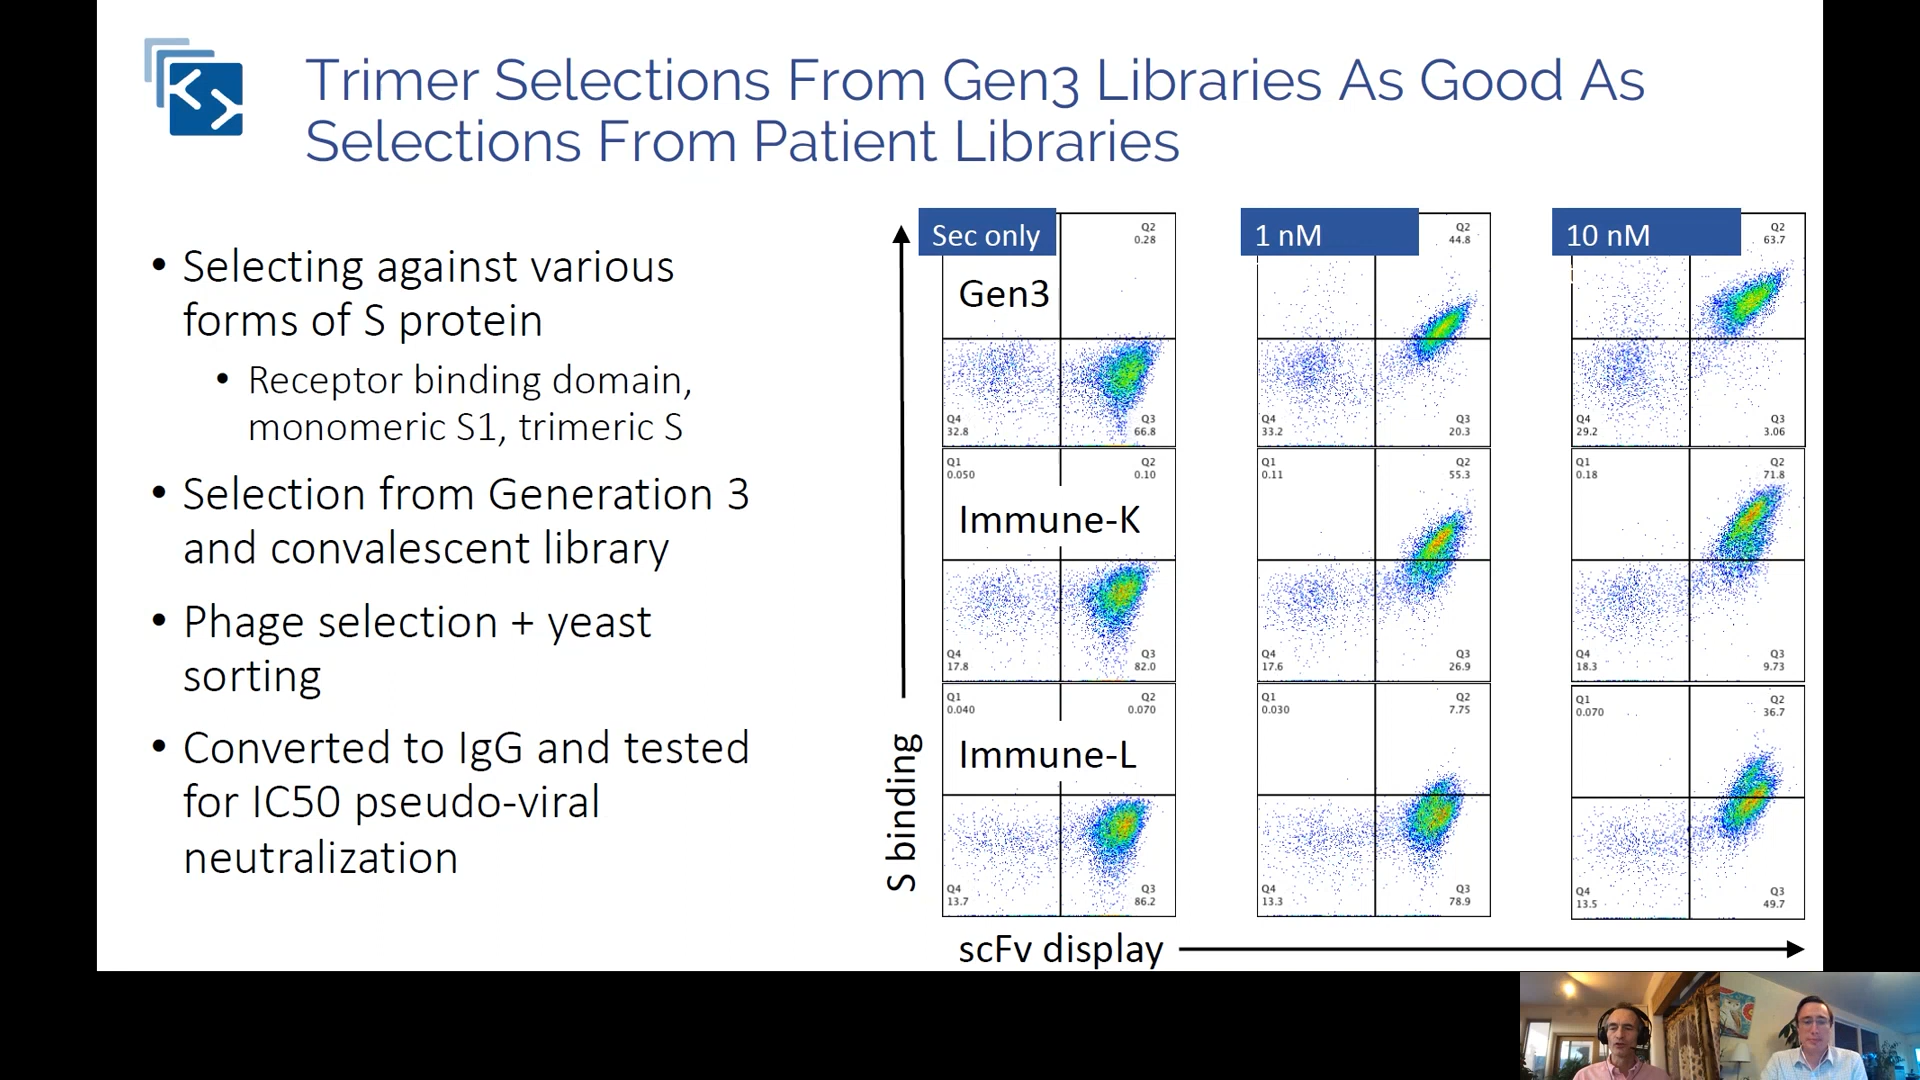 Trimer Selections From Gen3 Libraries As Good As
Selections From Patient Libraries
• Selecting against various
forms of S protein
• Receptor binding domain,
monomeric S1, trimeric S
• Selection from Generation 3
and convalescent library
• Phage selection + yeast
sorting
• Converted to IgG and tested
for IC50 pseudo-viral
neutralization
S binding
Sec only
Q2
0.28
Gen3
Q4
32.8
Q3
66.8
1 nM
Q2
44.8
Q4
33.2
Q3
20.3
10 nM
Q2
63.7
Q4
29.2
Q3
3.06
Q1
0.050
Q2
0.10
Immune-K
Q4
17.8
Q3
82.0
Q1
0.11
Q2
55.3
Q4
17.6
Q3
26.9
Q1
0.18
Q2
71.8
Q4
18.3
Q3
9.73
Q1
0.040
Q2
0.070
Immune-L
Q4
13.7
Q3
86.2
Q1
0.030
Q2
7.75
Q4
13.3
Q3
78.9
Q1
0.070
Q2
36.7
Q4
13.5
Q3
49.7
scFv display